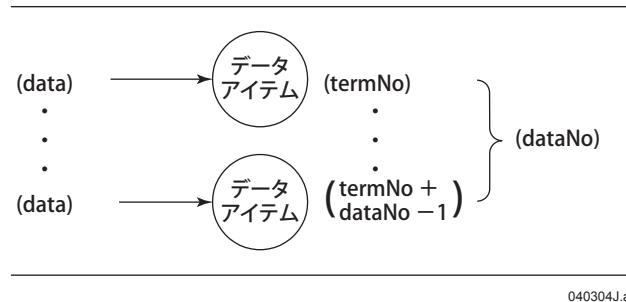 (data)
データ
アイテム
(termNo)
・
・
・
・
・
・
(dataNo)
(data)
データ
アイテム
(termNo +
dataNo −1)
040304J.a